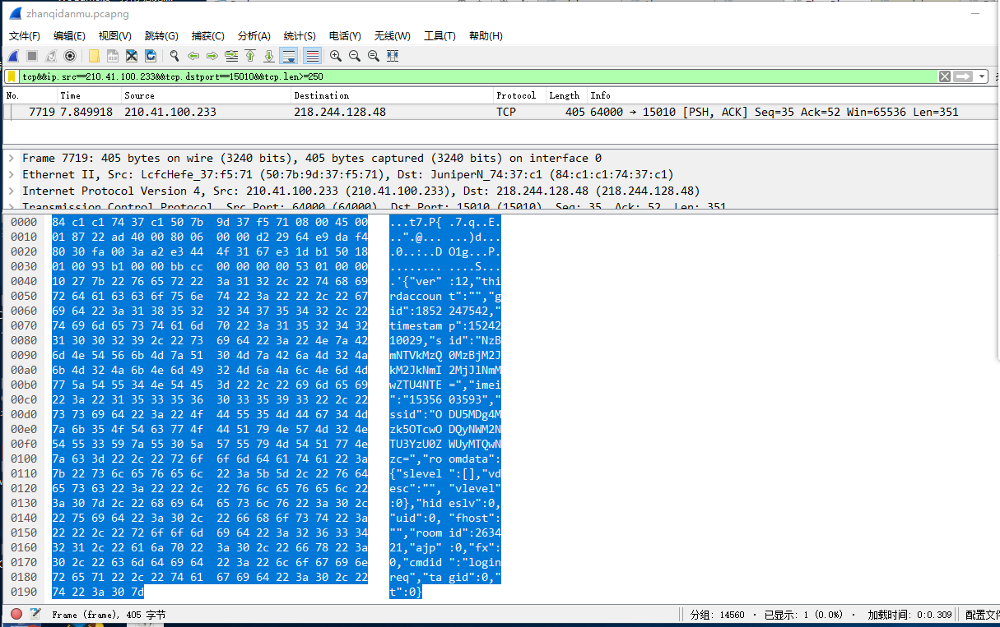 zhanqidanmu.pcapng
文件(F) 编辑(E) 视图(V) 跳转(G) 捕获(C) 分析(A) 统计(S) 电话(Y) 无线(W) 工具(T) 帮助(H)
tcp&&ip.src==210.41.100.233&&tcp.dstport==15010&&tcp.len>=250
No. Time Source Destination Protocol Length Info
7719 7.849918 210.41.100.233 218.244.128.48 TCP 405 64000 → 15010 [PSH, ACK] Seq=35 Ack=52 Win=65536 Len=351
Frame 7719: 405 bytes on wire (3240 bits), 405 bytes captured (3240 bits) on interface 0
Ethernet II, Src: LcfcHefe_37:f5:71 (50:7b:9d:37:f5:71), Dst: JuniperN_74:37:c1 (84:c1:c1:74:37:c1)
Internet Protocol Version 4, Src: 210.41.100.233 (210.41.100.233), Dst: 218.244.128.48 (218.244.128.48)
Transmission Control Protocol, Src Port: 64000 (64000), Dst Port: 15010 (15010), Seq: 35, Ack: 52, Len: 351
0000 84 c1 c1 74 37 c1 50 7b 9d 37 f5 71 08 00 45 00 ...t7.P{ .7.q..E.
0010 01 87 22 ad 40 00 80 06 00 00 d2 29 64 e9 da f4 ..".@... ...)d...
0020 80 30 fa 00 3a a2 e3 44 4f 31 67 e3 1d b1 50 18 .0..:..D O1g...P.
0030 01 00 93 b1 00 00 bb cc 00 00 00 00 53 01 00 00 ........ ....S...
0040 10 27 7b 22 76 65 72 22 3a 31 32 2c 22 74 68 69 .'{"ver" :12,"thi
0050 72 64 61 63 63 6f 75 6e 74 22 3a 22 22 2c 22 67 rdaccoun t":"","g
0060 69 64 22 3a 31 38 35 32 32 34 37 35 34 32 2c 22 id":1852 247542,"
0070 74 69 6d 65 73 74 61 6d 70 22 3a 31 35 32 34 32 timestam p":15242
0080 31 30 30 32 39 2c 22 73 69 64 22 3a 22 4e 7a 42 10029,"s id":"NzB
0090 6d 4e 54 56 6b 4d 7a 51 30 4d 7a 42 6a 4d 32 4a mNTVkMzQ 0MzBjM2J
00a0 6b 4d 32 4a 6b 4e 6d 49 32 4d 6a 4a 6c 4e 6d 4d kM2JkNmI 2MjJlNmM
00b0 77 5a 54 55 34 4e 54 45 3d 22 2c 22 69 6d 65 69 wZTU4NTE =","imei
00c0 22 3a 22 31 35 33 35 36 30 33 35 39 33 22 2c 22 ":"15356 03593","
00d0 73 73 69 64 22 3a 22 4f 44 55 35 4d 44 67 34 4d ssid":"O DU5MDg4M
00e0 7a 6b 35 4f 54 63 77 4f 44 51 79 4e 57 4d 32 4e zk5OTcwO DQyNWM2N
00f0 54 55 33 59 7a 55 30 5a 57 55 79 4d 54 51 77 4e TU3YzU0Z WUyMTQwN
0100 7a 63 3d 22 2c 22 72 6f 6f 6d 64 61 74 61 22 3a zc=","ro omdata":
0110 7b 22 73 6c 65 76 65 6c 22 3a 5b 5d 2c 22 76 64 {"slevel ":[],"vd
0120 65 73 63 22 3a 22 22 2c 22 76 6c 65 76 65 6c 22 esc":"", "vlevel"
0130 3a 30 7d 2c 22 68 69 64 65 73 6c 76 22 3a 30 2c :0},"hid eslv":0,
0140 22 75 69 64 22 3a 30 2c 22 66 68 6f 73 74 22 3a "uid":0, "fhost":
0150 22 22 2c 22 72 6f 6f 6d 69 64 22 3a 32 36 33 34 "","room id":2634
0160 32 31 2c 22 61 6a 70 22 3a 30 2c 22 66 78 22 3a 21,"ajp" :0,"fx":
0170 30 2c 22 63 6d 64 69 64 22 3a 22 6c 6f 67 69 6e 0,"cmdid ":"login
0180 72 65 71 22 2c 22 74 61 67 69 64 22 3a 30 2c 22 req","ta gid":0,"
0190 74 22 3a 30 7d t":0}
Frame (frame), 405 字节 分组: 14560 · 已显示: 1 (0.0%) · 加载时间: 0:0.309 配置文件